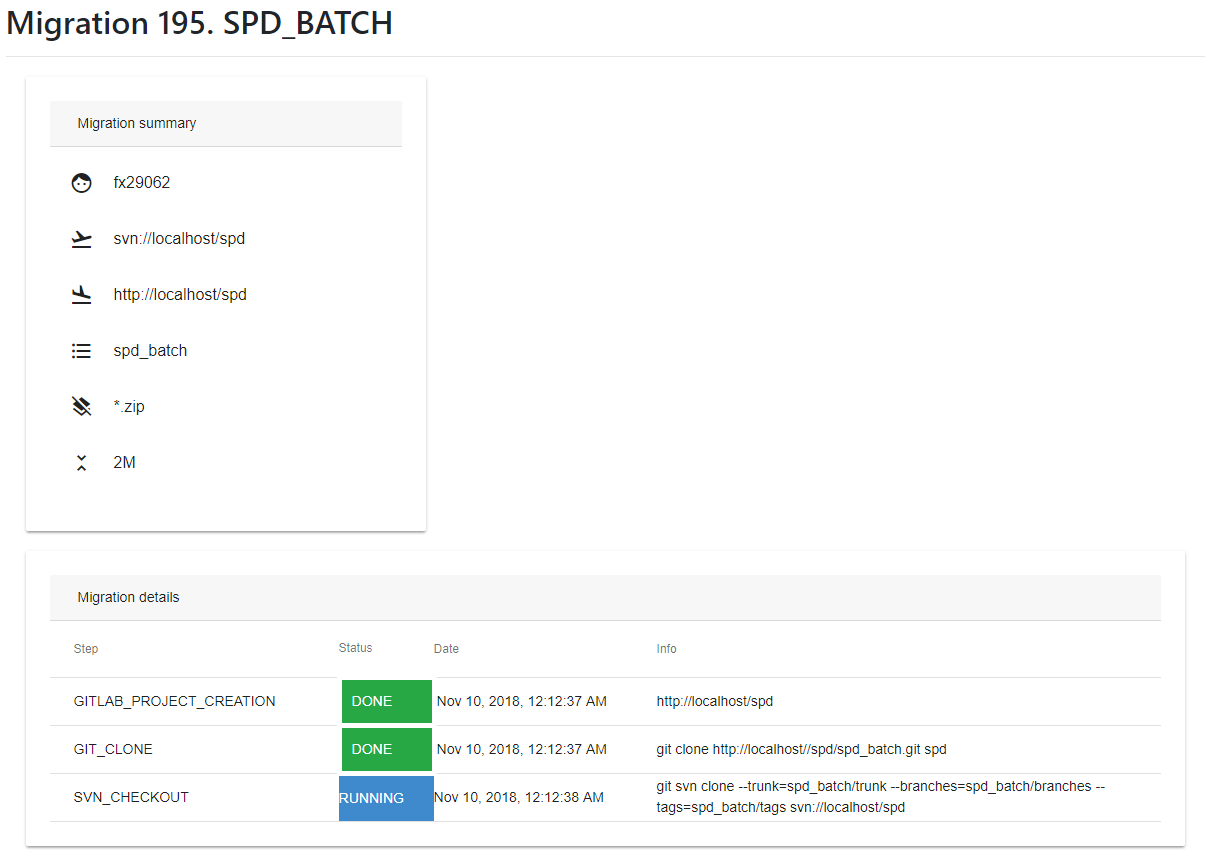 Migration 195. SPD_BATCH
Migration summary
fx29062
svn://localhost/spd
http://localhost/spd
spd_batch
*.zip
2M
Migration details
Step Status Date Info
GITLAB_PROJECT_CREATION DONE Nov 10, 2018, 12:12:37 AM http://localhost/spd
GIT_CLONE DONE Nov 10, 2018, 12:12:37 AM git clone http://localhost//spd/spd_batch.git spd
SVN_CHECKOUT RUNNING Nov 10, 2018, 12:12:38 AM git svn clone --trunk=spd_batch/trunk --branches=spd_batch/branches --
tags=spd_batch/tags svn://localhost/spd